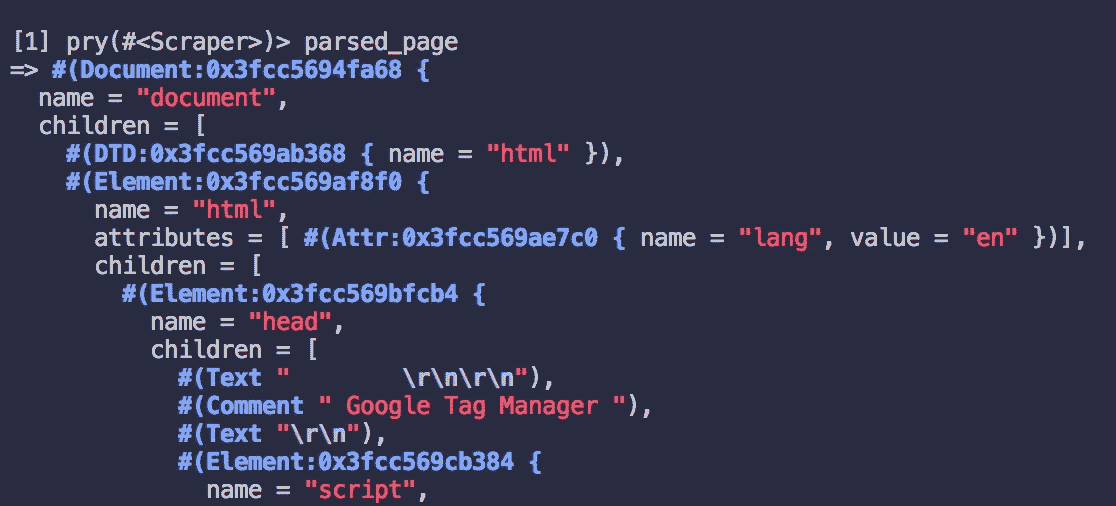 [1] pry(#<Scraper>)> parsed_page
=> #(Document:0x3fcc5694fa68 {
  name = "document",
  children = [
    #(DTD:0x3fcc569ab368 { name = "html" }),
    #(Element:0x3fcc569af8f0 {
      name = "html",
      attributes = [ #(Attr:0x3fcc569ae7c0 { name = "lang", value = "en" })],
      children = [
        #(Element:0x3fcc569bfcb4 {
          name = "head",
          children = [
            #(Text "        \r\n\r\n"),
            #(Comment " Google Tag Manager "),
            #(Text "\r\n"),
            #(Element:0x3fcc569cb384 {
              name = "script",